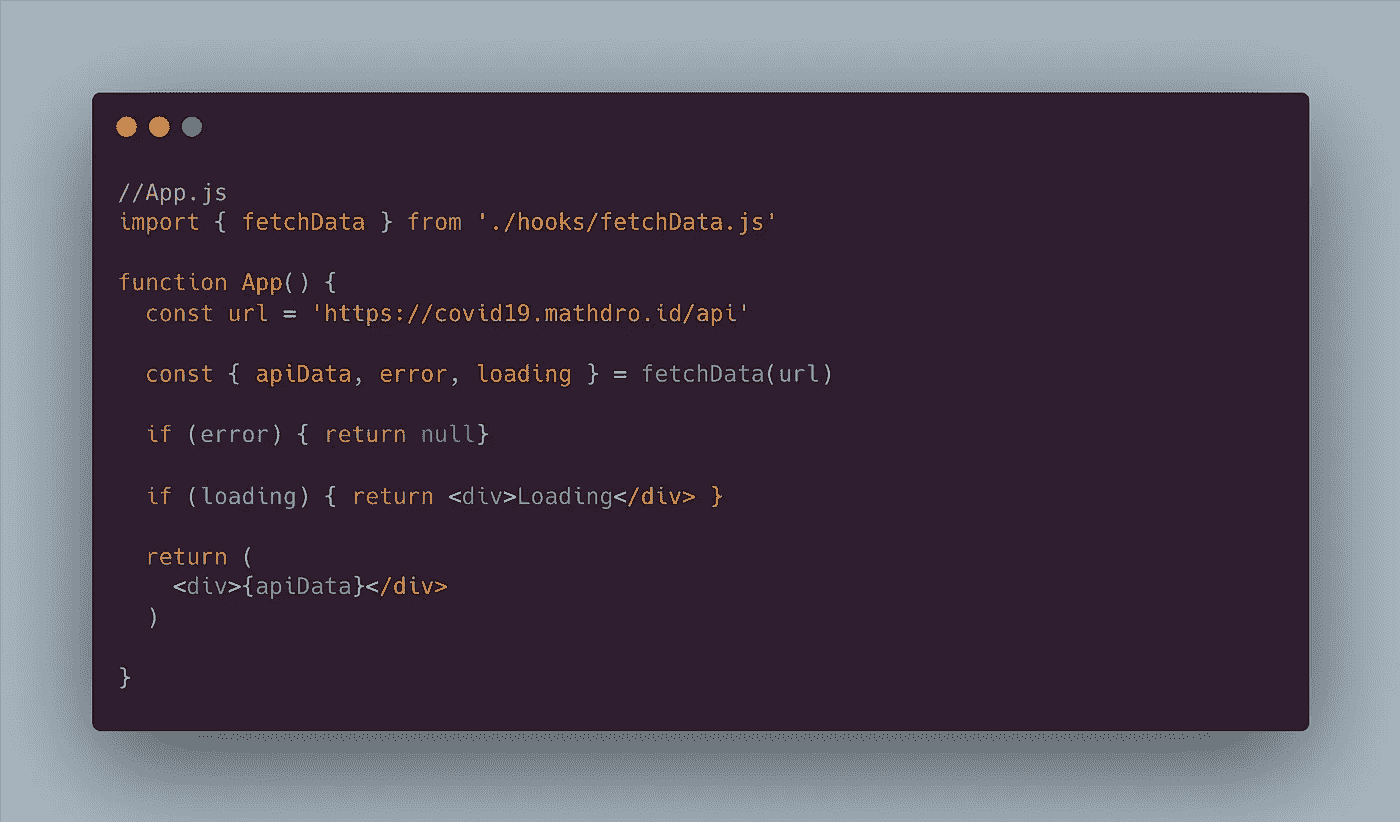 //App.js
import { fetchData } from './hooks/fetchData.js'
function App() {
const url = 'https://covid19.mathdro.id/api'
const { apiData, error, loading } = fetchData(url)
if (error) { return null}
if (loading) { return <div>Loading</div> }
return (
<div>{apiData}</div>
)
}